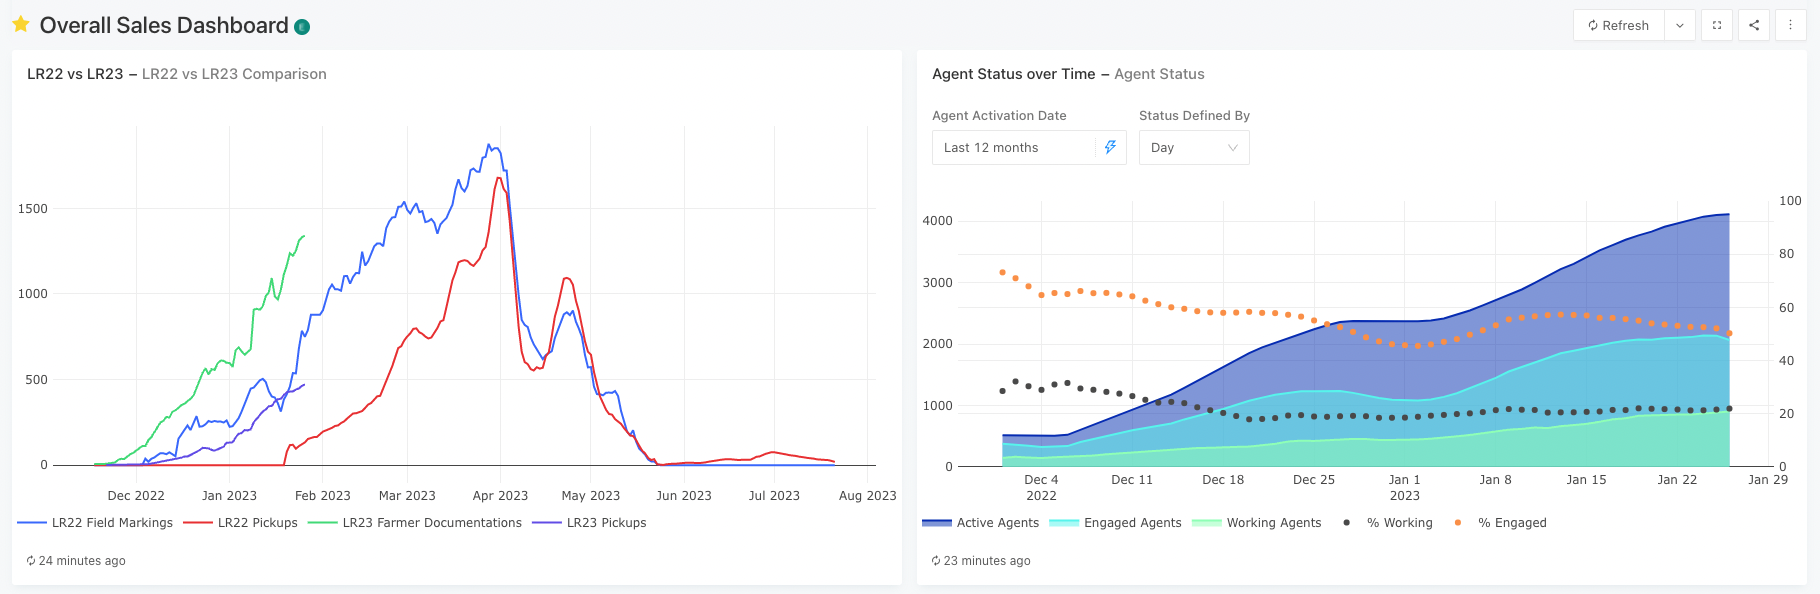 Overall Sales Dashboard
Refresh
LR22 vs LR23 – LR22 vs LR23 Comparison
1500
1000
500
0
Dec 2022 Jan 2023 Feb 2023 Mar 2023 Apr 2023 May 2023 Jun 2023 Jul 2023 Aug 2023
LR22 Field Markings LR22 Pickups LR23 Farmer Documentations LR23 Pickups
24 minutes ago
Agent Status over Time – Agent Status
Agent Activation Date Status Defined By
Last 12 months Day
100
4000
80
3000
60
2000
40
1000
20
0 0
Dec 4 Dec 11 Dec 18 Dec 25 Jan 1 Jan 8 Jan 15 Jan 22 Jan 29
2022 2023
Active Agents Engaged Agents Working Agents % Working % Engaged
23 minutes ago